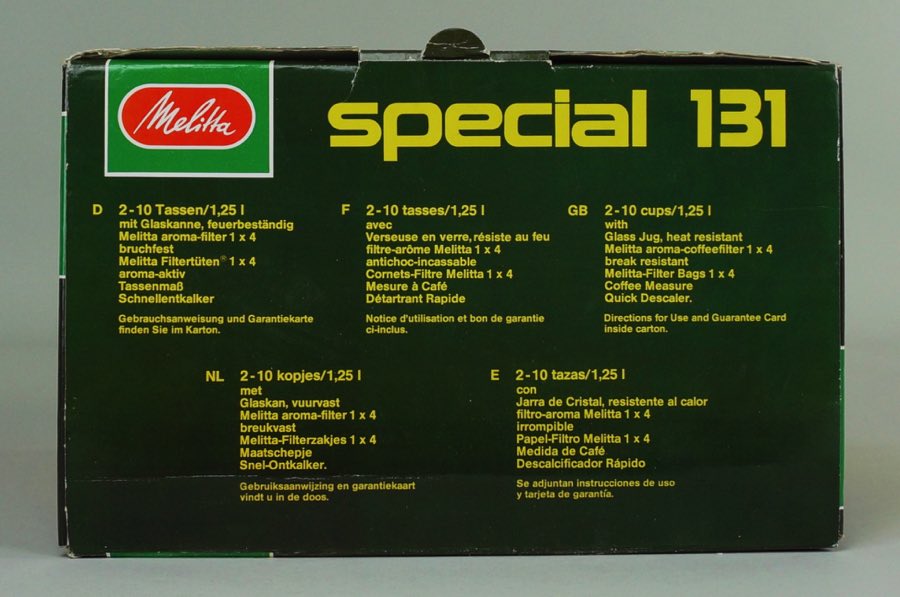 Melitta
special 131
D 2-10 Tassen/1,25 l
mit Glaskanne, feuerbeständig
Melitta aroma-filter 1 x 4
bruchfest
Melitta Filtertüten® 1 x 4
aroma-aktiv
Tassenmaß
Schnellentkalker
Gebrauchsanweisung und Garantiekarte
finden Sie im Karton.
F 2-10 tasses/1,25 l
avec
Verseuse en verre, résiste au feu
filtre-arôme Melitta 1 x 4
antichoc-incassable
Cornets-Filtre Melitta 1 x 4
Mesure à Café
Détartrant Rapide
Notice d'utilisation et bon de garantie
ci-inclus.
GB 2-10 cups/1,25 l
with
Glass Jug, heat resistant
Melitta aroma-coffeefilter 1 x 4
break resistant
Melitta-Filter Bags 1 x 4
Coffee Measure
Quick Descaler.
Directions for Use and Guarantee Card
inside carton.
NL 2-10 kopjes/1,25 l
met
Glaskan, vuurvast
Melitta aroma-filter 1 x 4
breukvast
Melitta-Filterzakjes 1 x 4
Maatschepje
Snel-Ontkalker.
Gebruiksaanwijzing en garantiekaart
vindt u in de doos.
E 2-10 tazas/1,25 l
con
Jarra de Cristal, resistente al calor
filtro-aroma Melitta 1 x 4
irrompible
Papel-Filtro Melitta 1 x 4
Medida de Café
Descalcificador Rápido
Se adjuntan instrucciones de uso
y tarjeta de garantía.